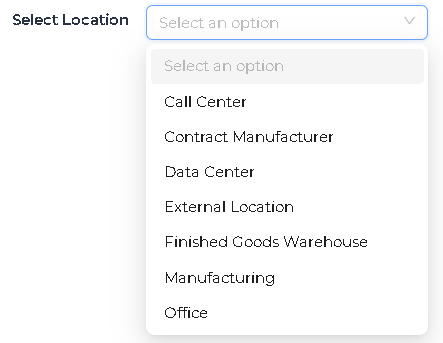 Select Location
Select an option
Select an option
Call Center
Contract Manufacturer
Data Center
External Location
Finished Goods Warehouse
Manufacturing
Office